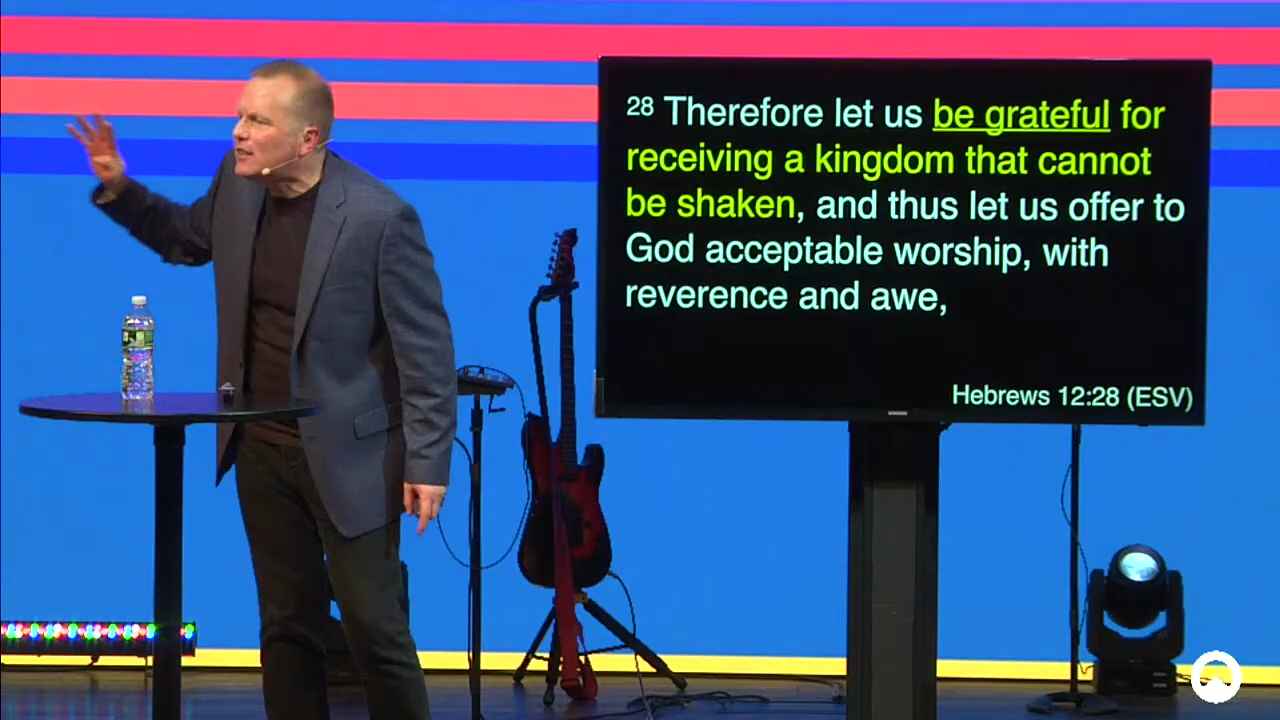 28 Therefore let us be grateful for
receiving a kingdom that cannot
be shaken, and thus let us offer to
God acceptable worship, with
reverence and awe,
Hebrews 12:28 (ESV)